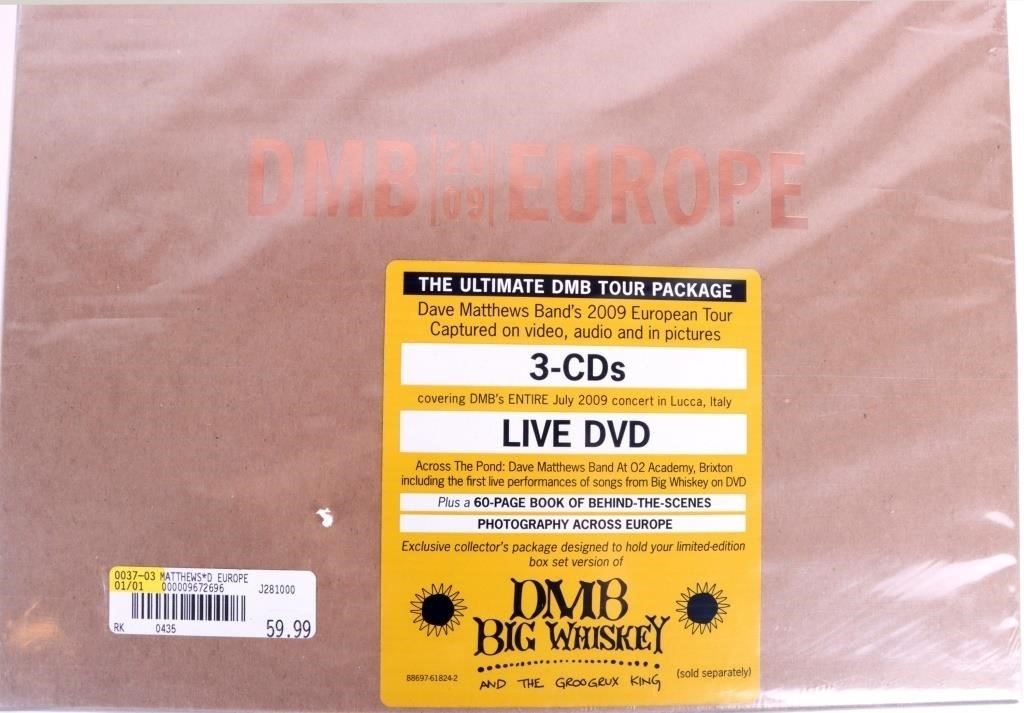 DMB 20 09 EUROPE
THE ULTIMATE DMB TOUR PACKAGE
Dave Matthews Band's 2009 European Tour
Captured on video, audio and in pictures
3-CDs
covering DMB's ENTIRE July 2009 concert in Lucca, Italy
LIVE DVD
Across The Pond: Dave Matthews Band At O2 Academy, Brixton
including the first live performances of songs from Big Whiskey on DVD
Plus a 60-PAGE BOOK OF BEHIND-THE-SCENES
PHOTOGRAPHY ACROSS EUROPE
Exclusive collector's package designed to hold your limited-edition
box set version of
DMB
BIG WHISKEY
AND THE GROOGRUX KING
(sold separately)
88697-61824-2
0037-03 MATTHEWS*D EUROPE
01/01 000009672696 J281000
RK 0435 59.99